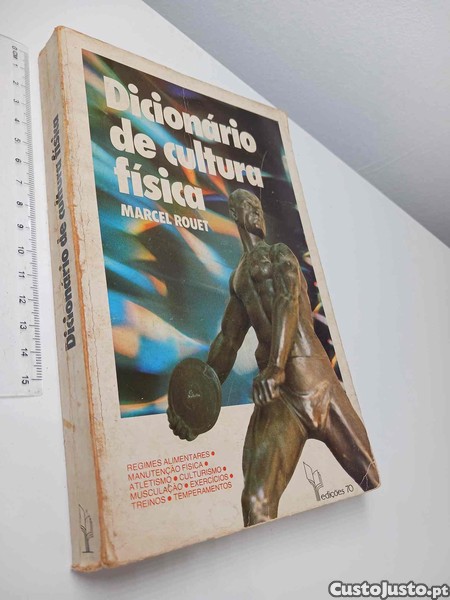 Dicionário
de cultura
física
MARCEL ROUET
REGIMES ALIMENTARES •
MANUTENÇÃO FÍSICA •
ATLETISMO • CULTURISMO •
MUSCULAÇÃO • EXERCÍCIOS •
TREINOS • TEMPERAMENTOS
edições 70
Dicionário de cultura física
0 CM 1
2
3
4
5
6
7
8
9
10
11
12
13
14
15
CustoJusto.pt